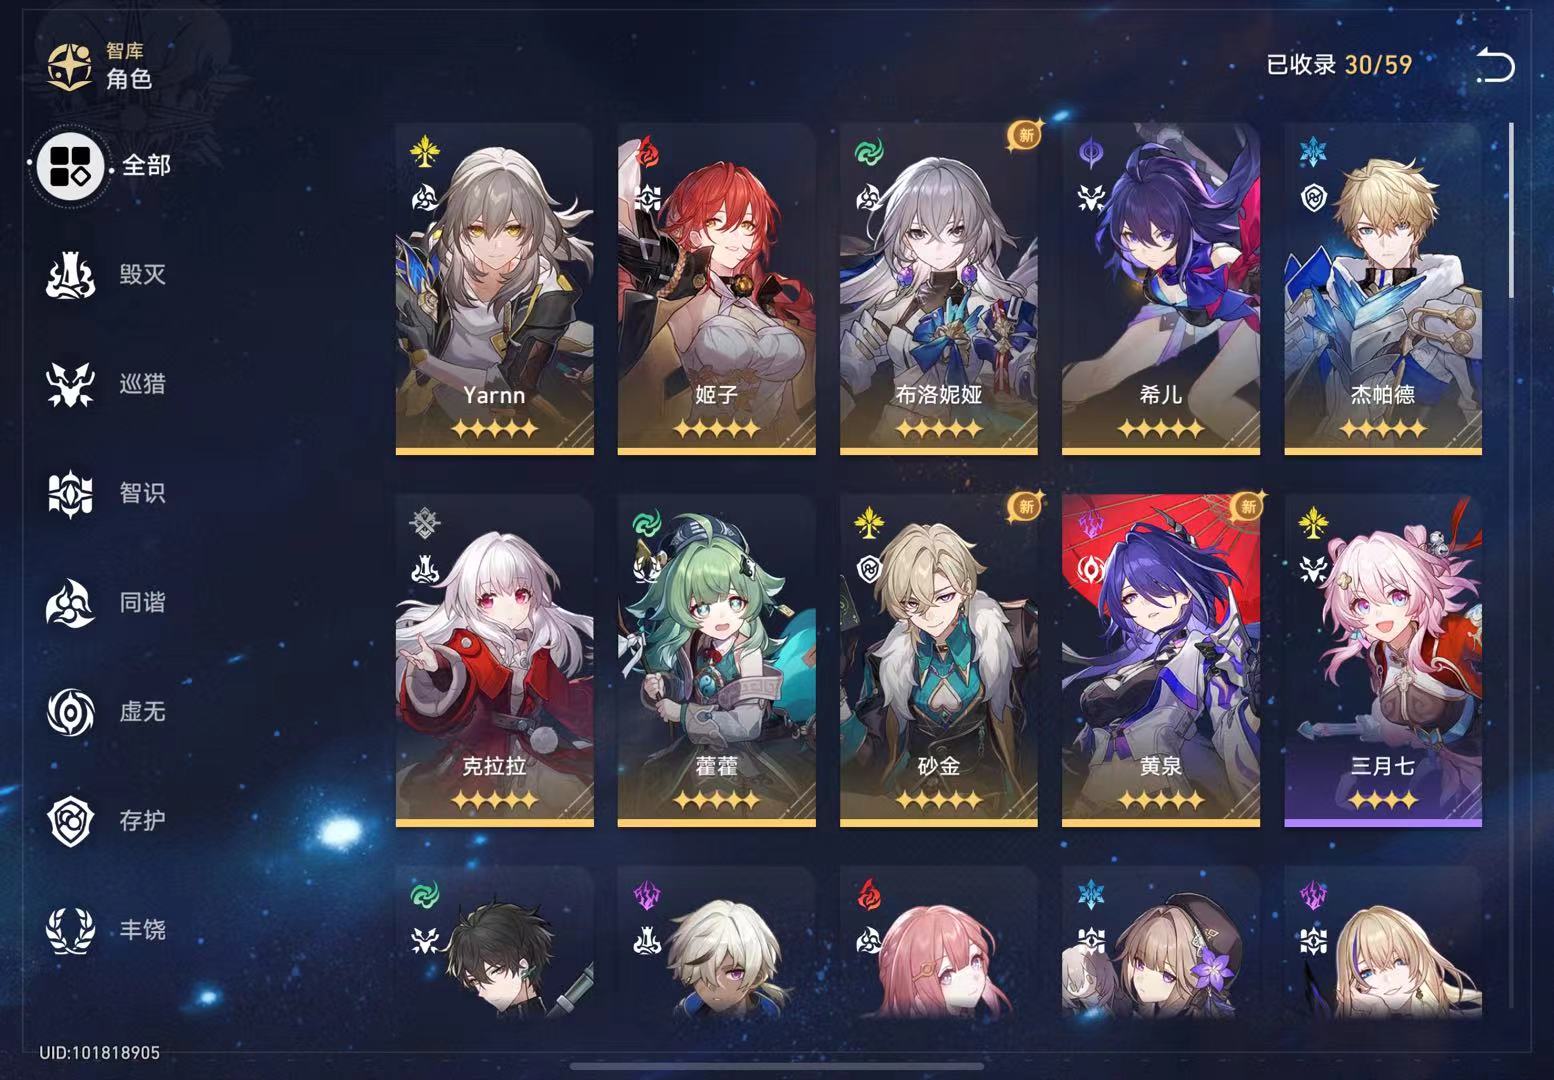 智库
角色
已收录 30/59
全部
毁灭
巡猎
智识
同谐
虚无
存护
丰饶
新
Yarnn
姬子
布洛妮娅
希儿
杰帕德
新
新
克拉拉
藿藿
砂金
黄泉
三月七
UID:101818905